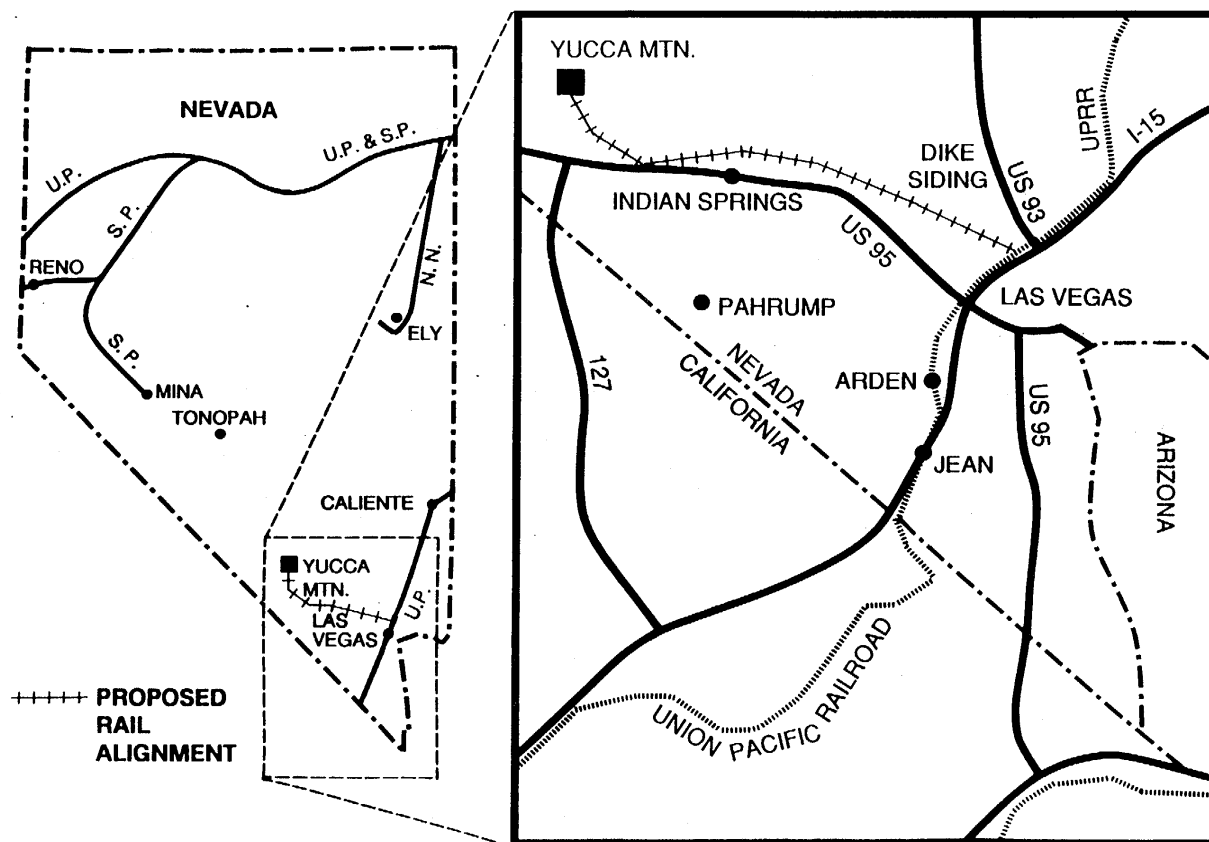 NEVADA
U.P.
U.P. & S.P.
S. P.
N. N.
RENO
ELY
S. P.
MINA
TONOPAH
CALIENTE
YUCCA
MTN.
U.P.
LAS
VEGAS
PROPOSED
RAIL
ALIGNMENT
YUCCA MTN.
UPRR
I-15
DIKE
SIDING
US 93
INDIAN SPRINGS
US 95
LAS VEGAS
PAHRUMP
NEVADA
CALIFORNIA
127
ARDEN
US 95
JEAN
ARIZONA
UNION PACIFIC RAILROAD